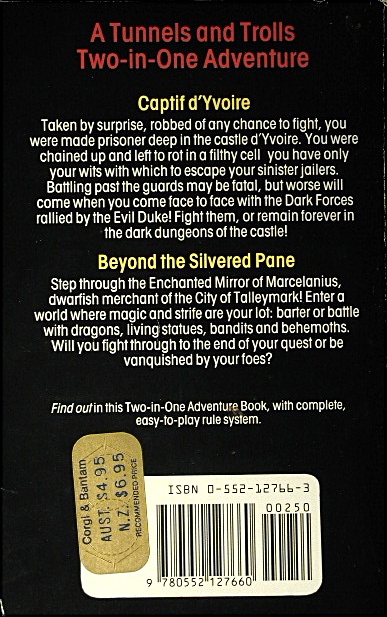 A Tunnels and Trolls
Two-in-One Adventure
Captif d'Yvoire
Taken by surprise, robbed of any chance to fight, you
were made prisoner deep in the castle d'Yvoire. You were
chained up and left to rot in a filthy cell you have only
your wits with which to escape your sinister jailers.
Battling past the guards may be fatal, but worse will
come when you come face to face with the Dark Forces
rallied by the Evil Duke! Fight them, or remain forever in
the dark dungeons of the castle!
Beyond the Silvered Pane
Step through the Enchanted Mirror of Marcelanius,
dwarfish merchant of the City of Talleymark! Enter a
world where magic and strife are your lot: barter or battle
with dragons, living statues, bandits and behemoths.
Will you fight through to the end of your quest or be
vanquished by your foes?
Find out in this Two-in-One Adventure Book, with complete,
easy-to-play rule system.
Corgi & Bantam
AUST. $4.95
N.Z. $6.95
RECOMMENDED PRICE
ISBN 0-552-12766-3
00250
9 780552 127660